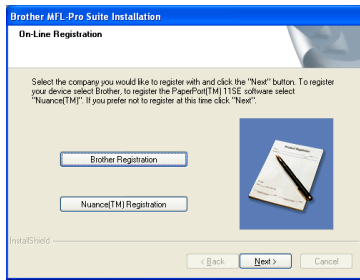 Brother MFL-Pro Suite Installation
On-Line Registration
Select the company you would like to register with and click the "Next" button. To register
your device select Brother, to register the PaperPort(TM) 11SE software select
"Nuance(TM)". If you prefer not to register at this time click "Next".
Brother Registration
Nuance(TM) Registration
Product Registration
InstallShield
< Back
Next >
Cancel